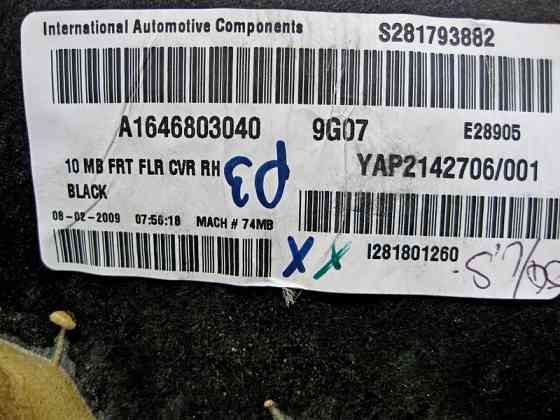 International Automotive Components S281793882
A1646803040 9G07 E28905
10 MB FRT FLR CVR RH YAP2142706/001
BLACK
08-02-2009 07:56:18 MACH # 74MB
I281801260
P3
X X